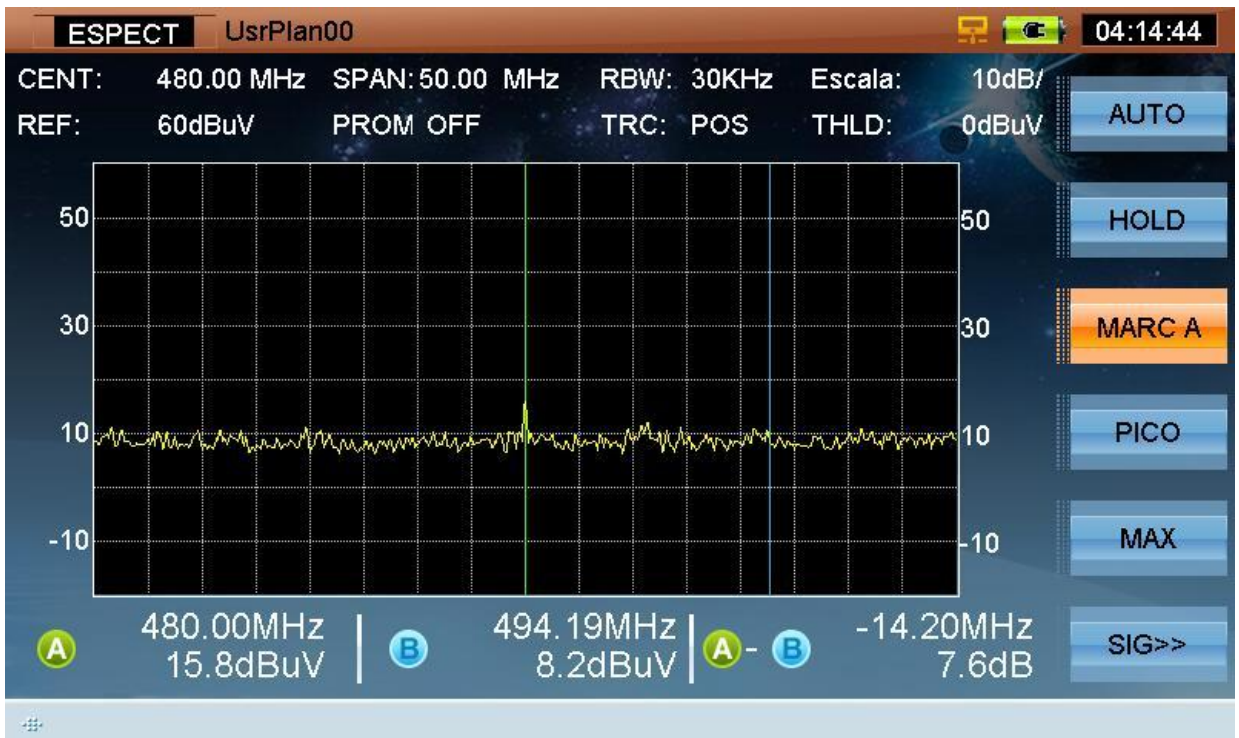 ESPECT UsrPlan00 04:14:44
CENT: 480.00 MHz SPAN: 50.00 MHz RBW: 30KHz Escala: 10dB/
REF: 60dBuV PROM OFF TRC: POS THLD: 0dBuV
AUTO
50 50
HOLD
30 30
MARC A
10 10
PICO
-10 -10
MAX
A 480.00MHz B 494.19MHz A - B -14.20MHz
15.8dBuV 8.2dBuV 7.6dB
SIG>>